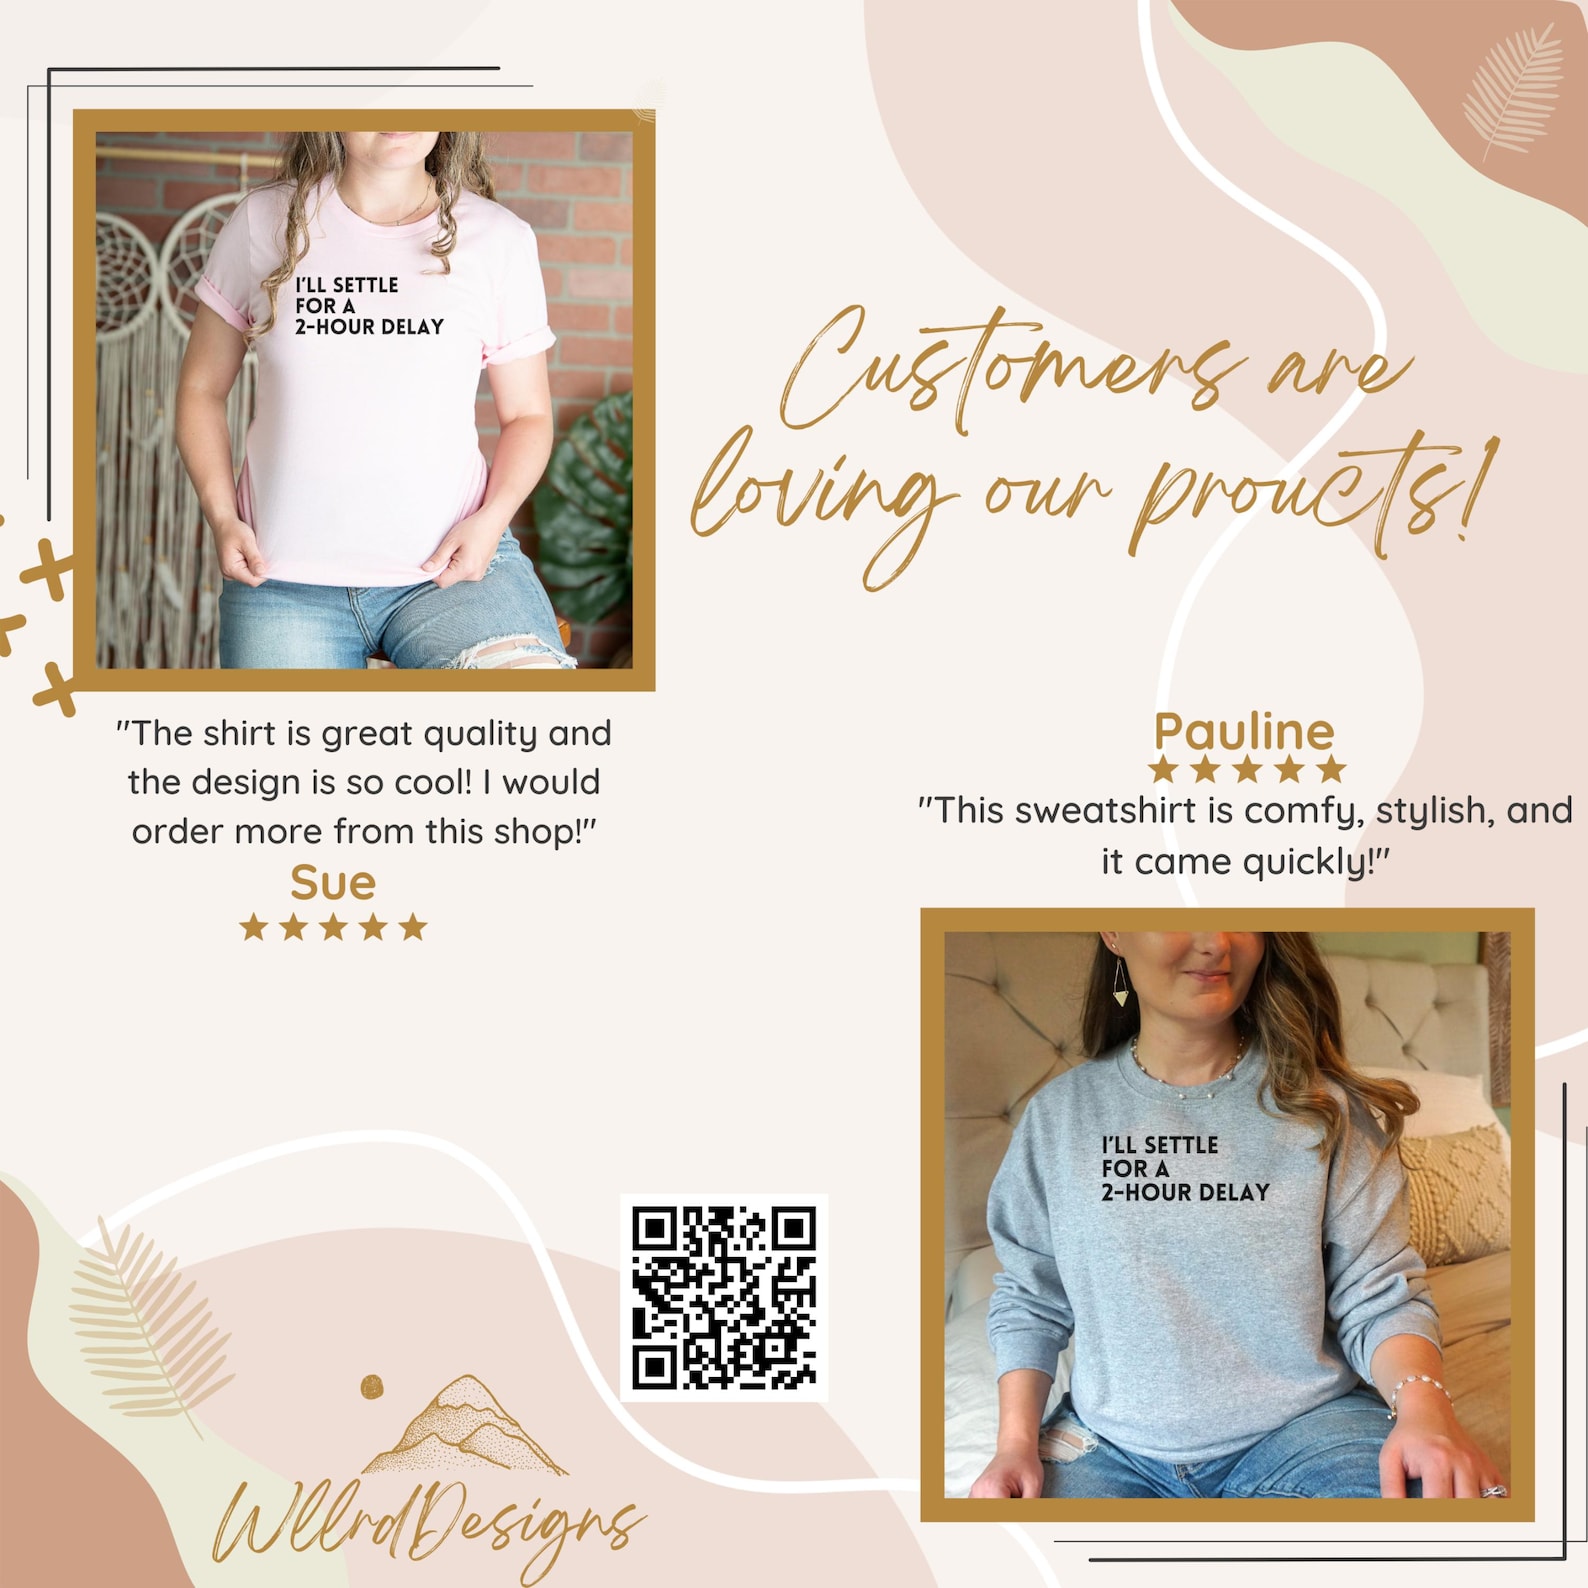 I'LL SETTLE
FOR A
2-HOUR DELAY
Customers are
loving our proucts!
"The shirt is great quality and
the design is so cool! I would
order more from this shop!"
Sue
Pauline
"This sweatshirt is comfy, stylish, and
it came quickly!"
I'LL SETTLE
FOR A
2-HOUR DELAY
WllrdDesigns